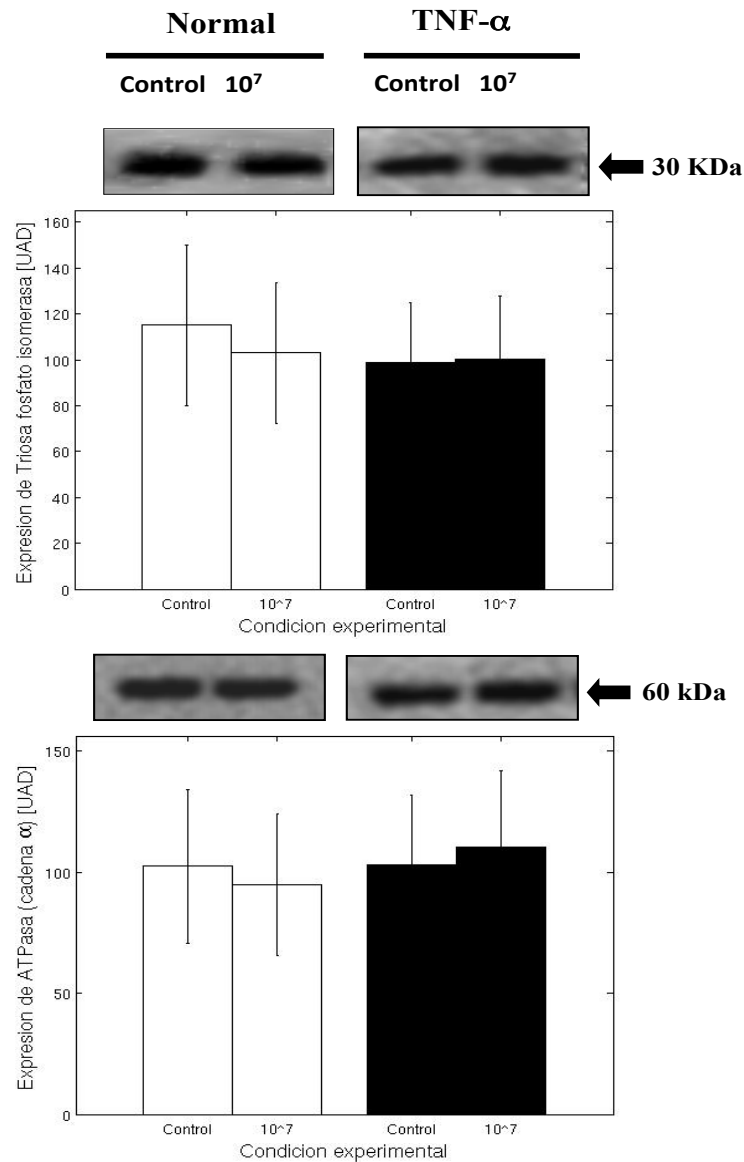 Normal TNF-α
Control 10⁷ Control 10⁷
30 KDa
Expresion de Triosa fosfato isomerasa [UAD]
160
140
120
100
80
60
40
20
0
Control 10^7 Control 10^7
Condicion experimental
60 kDa
Expresion de ATPasa (cadena α) [UAD]
150
100
50
0
Control 10^7 Control 10^7
Condicion experimental